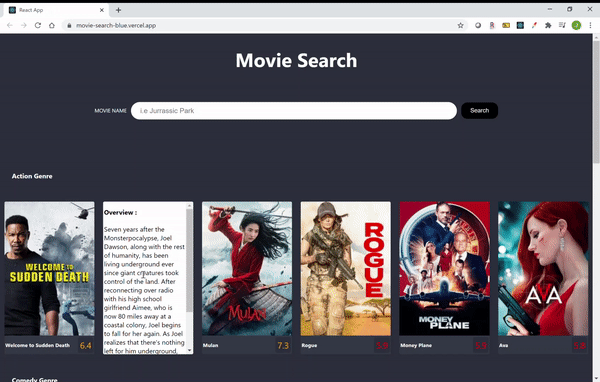 React App
movie-search-blue.vercel.app
Movie Search
MOVIE NAME
i.e Jurrassic Park
Search
Action Genre
WELCOME TO
SUDDEN DEATH
Welcome to Sudden Death
6.4
Overview :
Seven years after the
Monsterpocalypse, Joel
Dawson, along with the rest
of humanity, has been
living underground ever
since giant creatures took
control of the land. After
reconnecting over radio
with his high school
girlfriend Aimee, who is
now 80 miles away at a
coastal colony, Joel begins
to fall for her again. As Joel
realizes that there's nothing
left for him underground,
MULAN
Mulan
7.3
ROGUE
Rogue
5.9
MONEY
PLANE
Money Plane
5.9
AVA
Ava
Comedy Genre